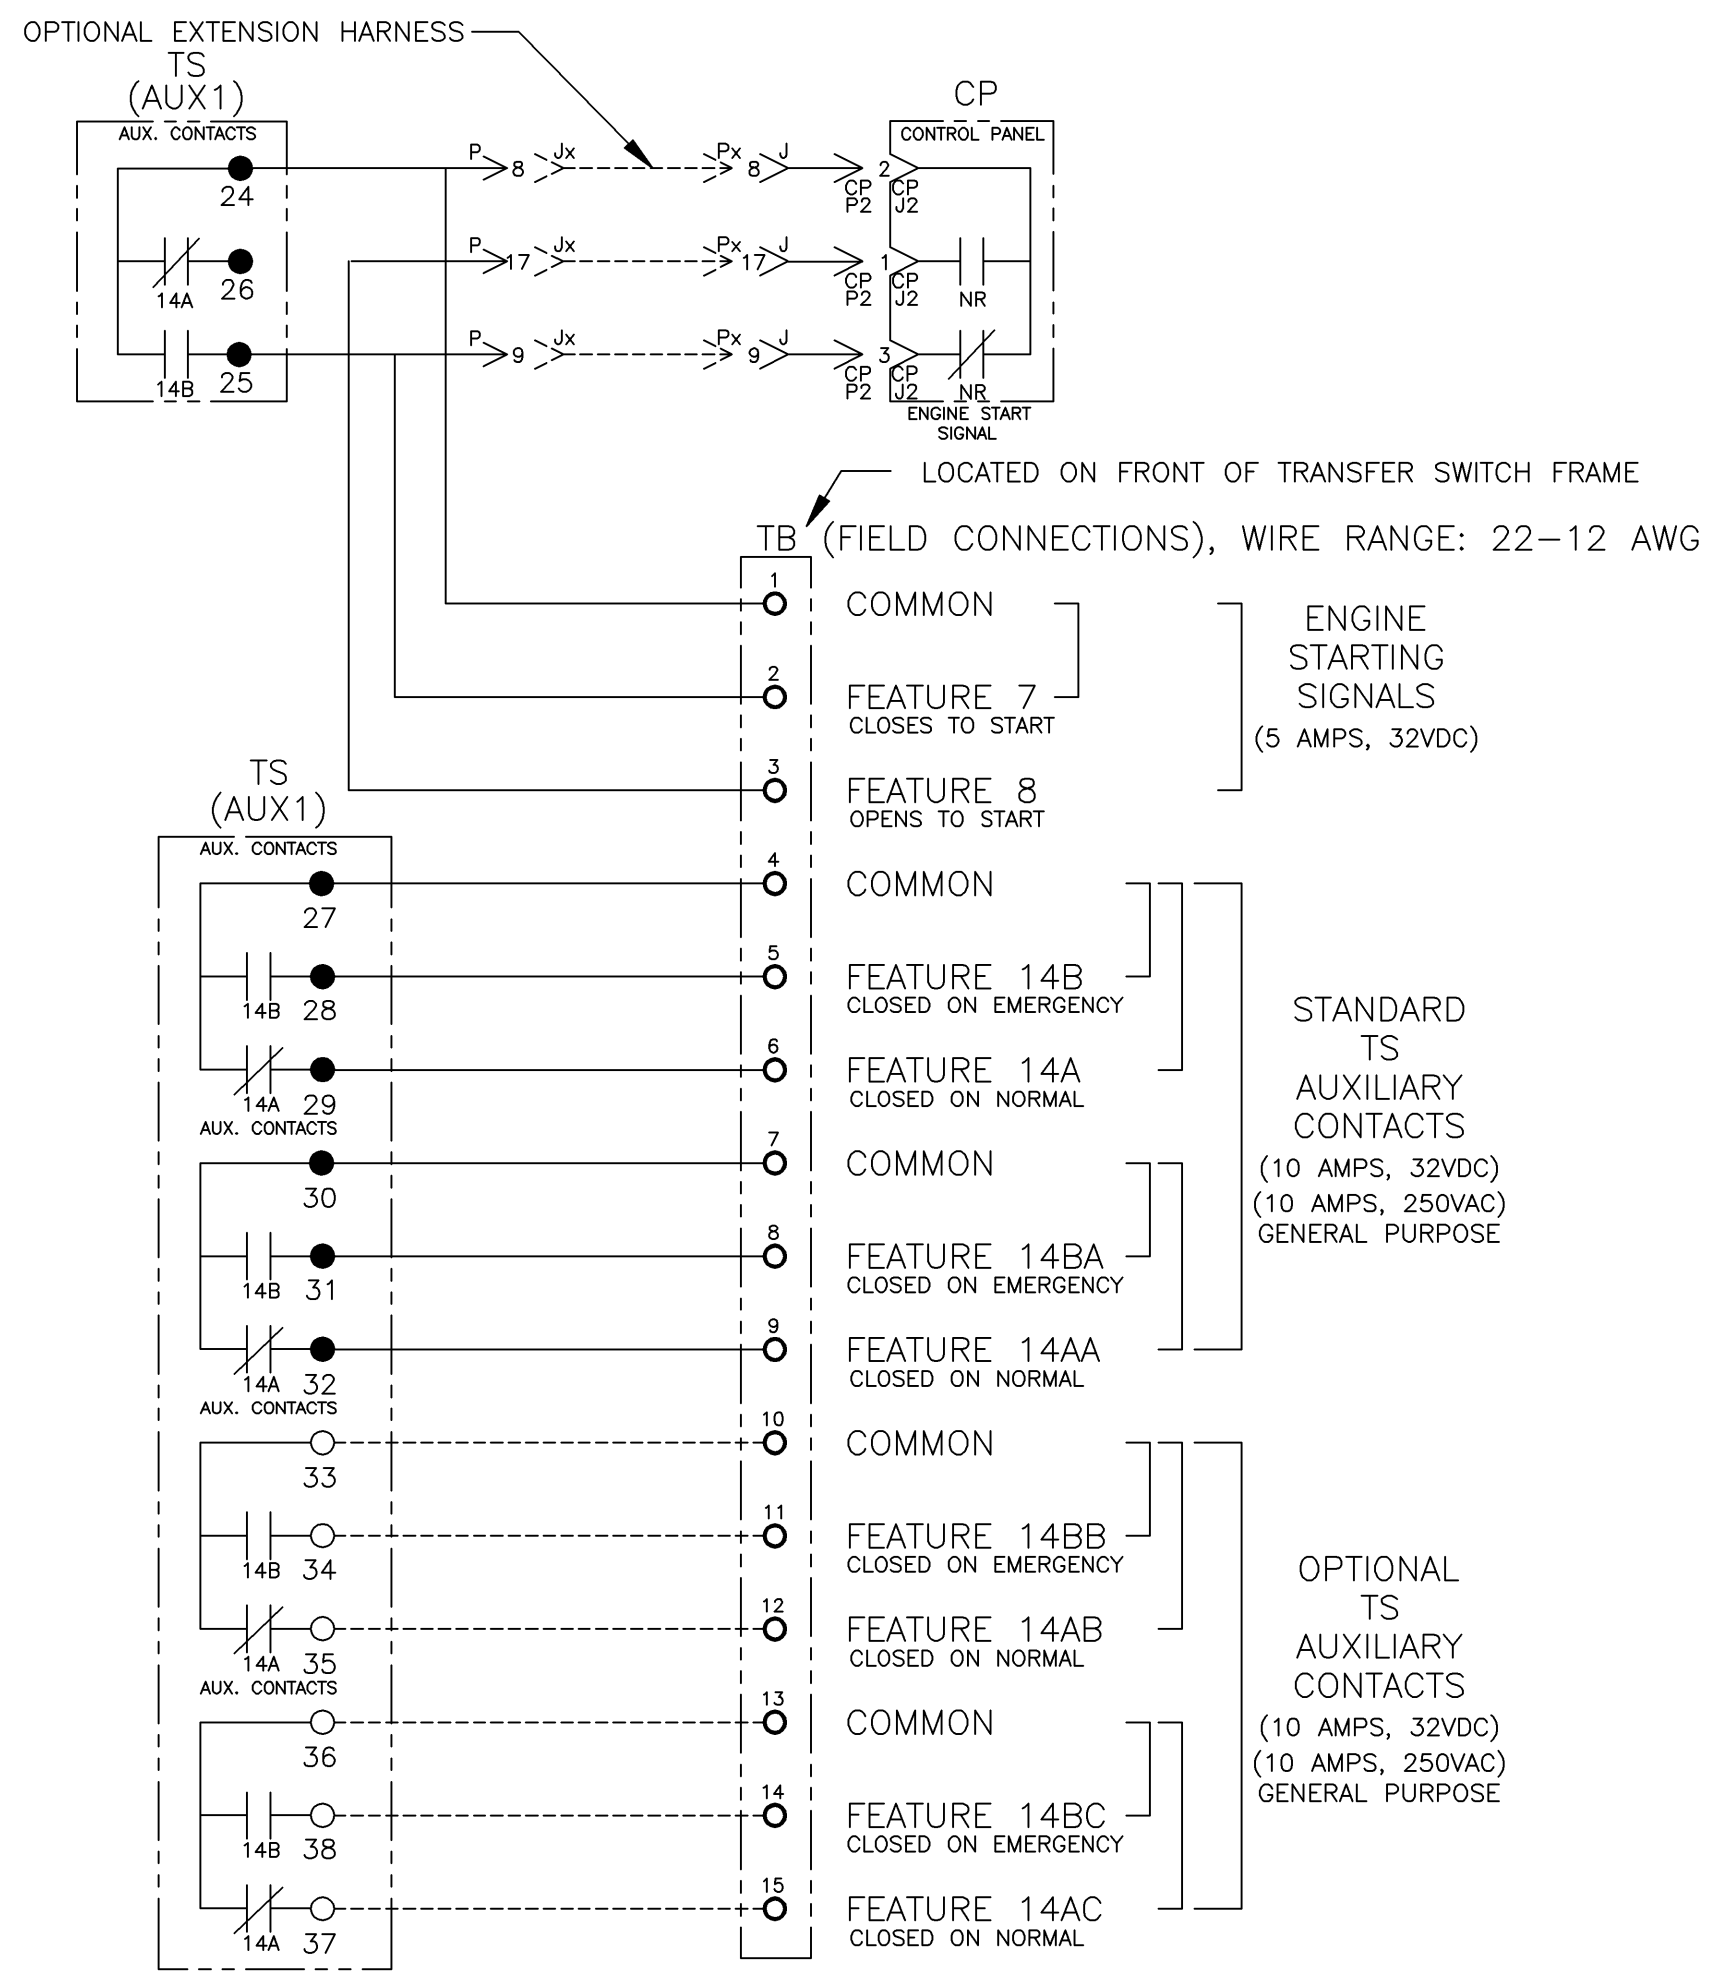 OPTIONAL EXTENSION HARNESS
TS
(AUX1)
AUX. CONTACTS
24
26
14A
25
14B
P 8 Jx Px 8 J
CP P2
2
CP J2
P 17 Jx Px 17 J
CP P2
1
CP J2
NR
P 9 Jx Px 9 J
CP P2
3
CP J2
NR
CP
CONTROL PANEL
ENGINE START
SIGNAL
LOCATED ON FRONT OF TRANSFER SWITCH FRAME
TB (FIELD CONNECTIONS), WIRE RANGE: 22-12 AWG
1
COMMON
2
FEATURE 7
CLOSES TO START
3
FEATURE 8
OPENS TO START
ENGINE
STARTING
SIGNALS
(5 AMPS, 32VDC)
TS
(AUX1)
AUX. CONTACTS
27
4
COMMON
14B 28
5
FEATURE 14B
CLOSED ON EMERGENCY
14A 29
6
FEATURE 14A
CLOSED ON NORMAL
AUX. CONTACTS
30
7
COMMON
14B 31
8
FEATURE 14BA
CLOSED ON EMERGENCY
14A 32
9
FEATURE 14AA
CLOSED ON NORMAL
STANDARD
TS
AUXILIARY
CONTACTS
(10 AMPS, 32VDC)
(10 AMPS, 250VAC)
GENERAL PURPOSE
AUX. CONTACTS
33
10
COMMON
14B 34
11
FEATURE 14BB
CLOSED ON EMERGENCY
14A 35
12
FEATURE 14AB
CLOSED ON NORMAL
AUX. CONTACTS
36
13
COMMON
14B 38
14
FEATURE 14BC
CLOSED ON EMERGENCY
14A 37
15
FEATURE 14AC
CLOSED ON NORMAL
OPTIONAL
TS
AUXILIARY
CONTACTS
(10 AMPS, 32VDC)
(10 AMPS, 250VAC)
GENERAL PURPOSE